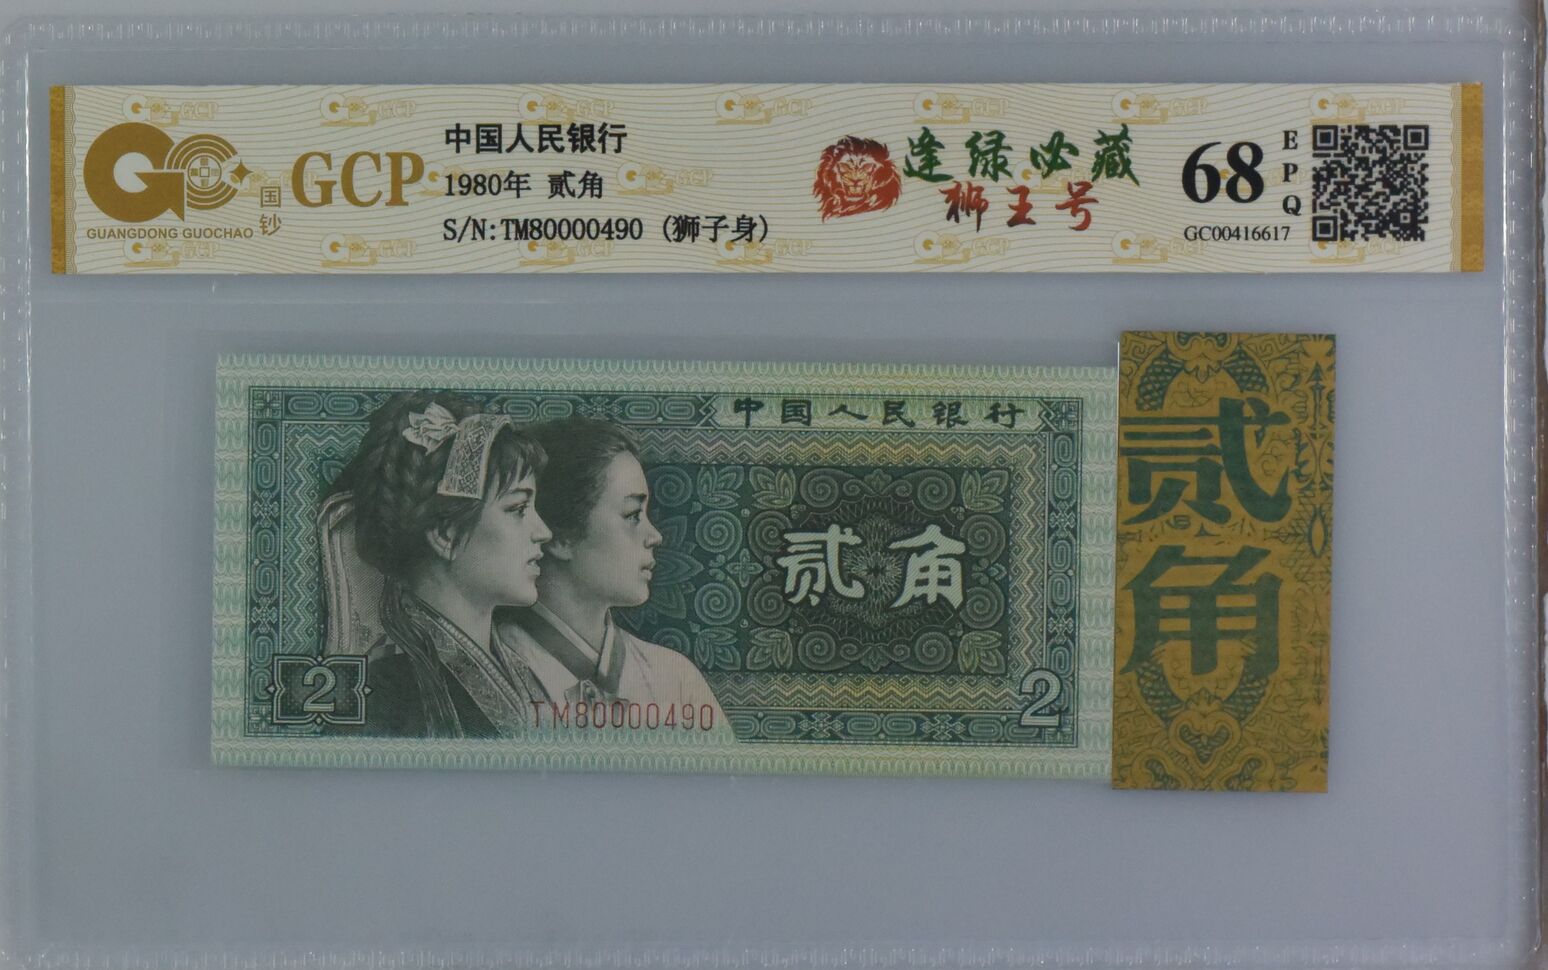 GCP
国
钞
GUANGDONG GUOCHAO
中国人民银行
1980年 贰角
S/N:TM80000490 (狮子身)
逢绿必藏
狮王号
68
EPQ
GC00416617
中国人民银行
贰角
2
TM80000490
2
贰角